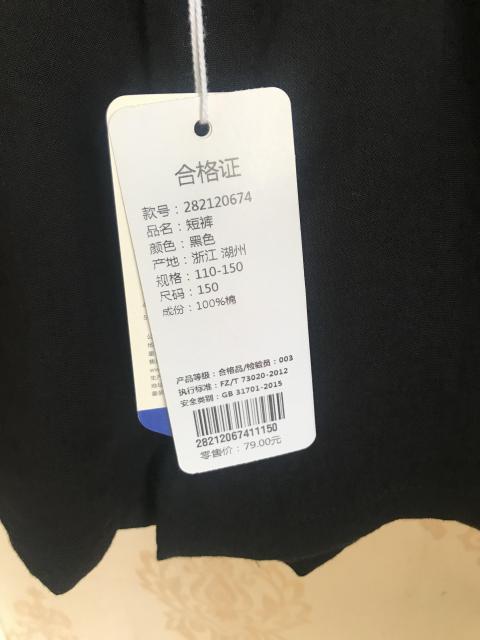 合格证
款号：282120674
品名：短裤
颜色：黑色
产地：浙江 湖州
规格：110-150
尺码：150
成份：100%棉
产品等级：合格品/检验员：003
执行标准：FZ/T 73020-2012
安全类别：GB 31701-2015
28212067411150
零售价：79.00元